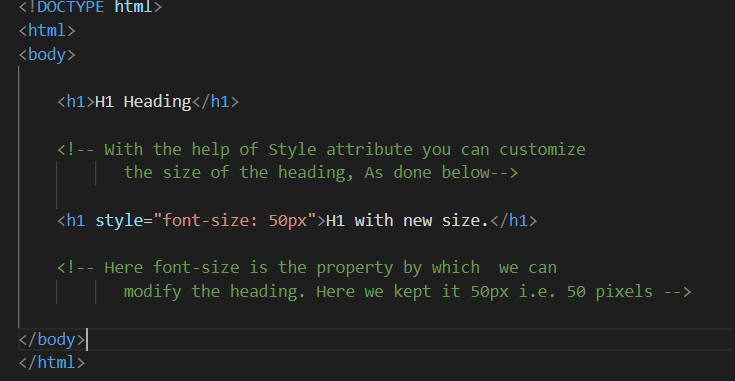 <!DOCTYPE html>
<html>
<body>
<h1>H1 Heading</h1>
<!-- With the help of Style attribute you can customize
the size of the heading, As done below-->
<h1 style="font-size: 50px">H1 with new size.</h1>
<!-- Here font-size is the property by which  we can
modify the heading. Here we kept it 50px i.e. 50 pixels -->
</body>
</html>